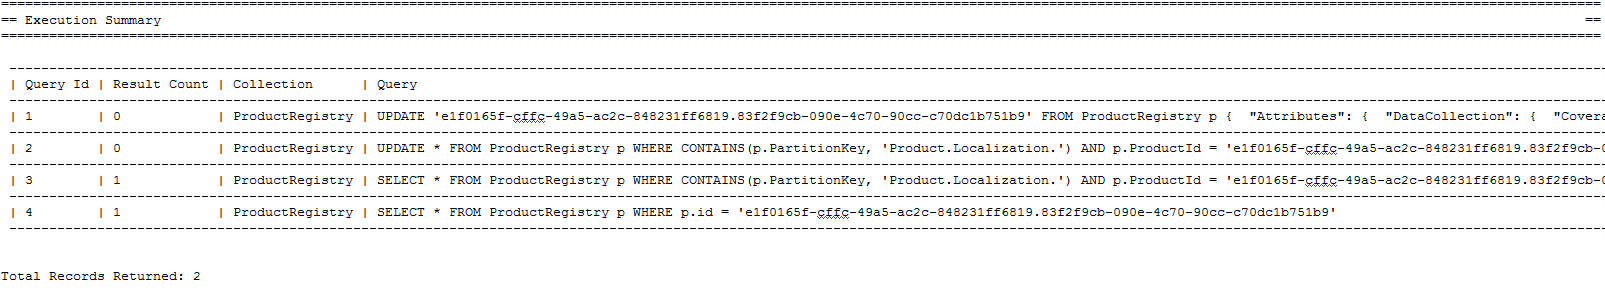 == Execution Summary ==
| Query Id | Result Count | Collection | Query
| 1 | 0 | ProductRegistry | UPDATE 'e1f0165f-cffc-49a5-ac2c-848231ff6819.83f2f9cb-090e-4c70-90cc-c70dc1b751b9' FROM ProductRegistry p { "Attributes": { "DataCollection": { "Covera
| 2 | 0 | ProductRegistry | UPDATE * FROM ProductRegistry p WHERE CONTAINS(p.PartitionKey, 'Product.Localization.') AND p.ProductId = 'e1f0165f-cffc-49a5-ac2c-848231ff6819.83f2f9cb-0
| 3 | 1 | ProductRegistry | SELECT * FROM ProductRegistry p WHERE CONTAINS(p.PartitionKey, 'Product.Localization.') AND p.ProductId = 'e1f0165f-cffc-49a5-ac2c-848231ff6819.83f2f9cb-0
| 4 | 1 | ProductRegistry | SELECT * FROM ProductRegistry p WHERE p.id = 'e1f0165f-cffc-49a5-ac2c-848231ff6819.83f2f9cb-090e-4c70-90cc-c70dc1b751b9'
Total Records Returned: 2